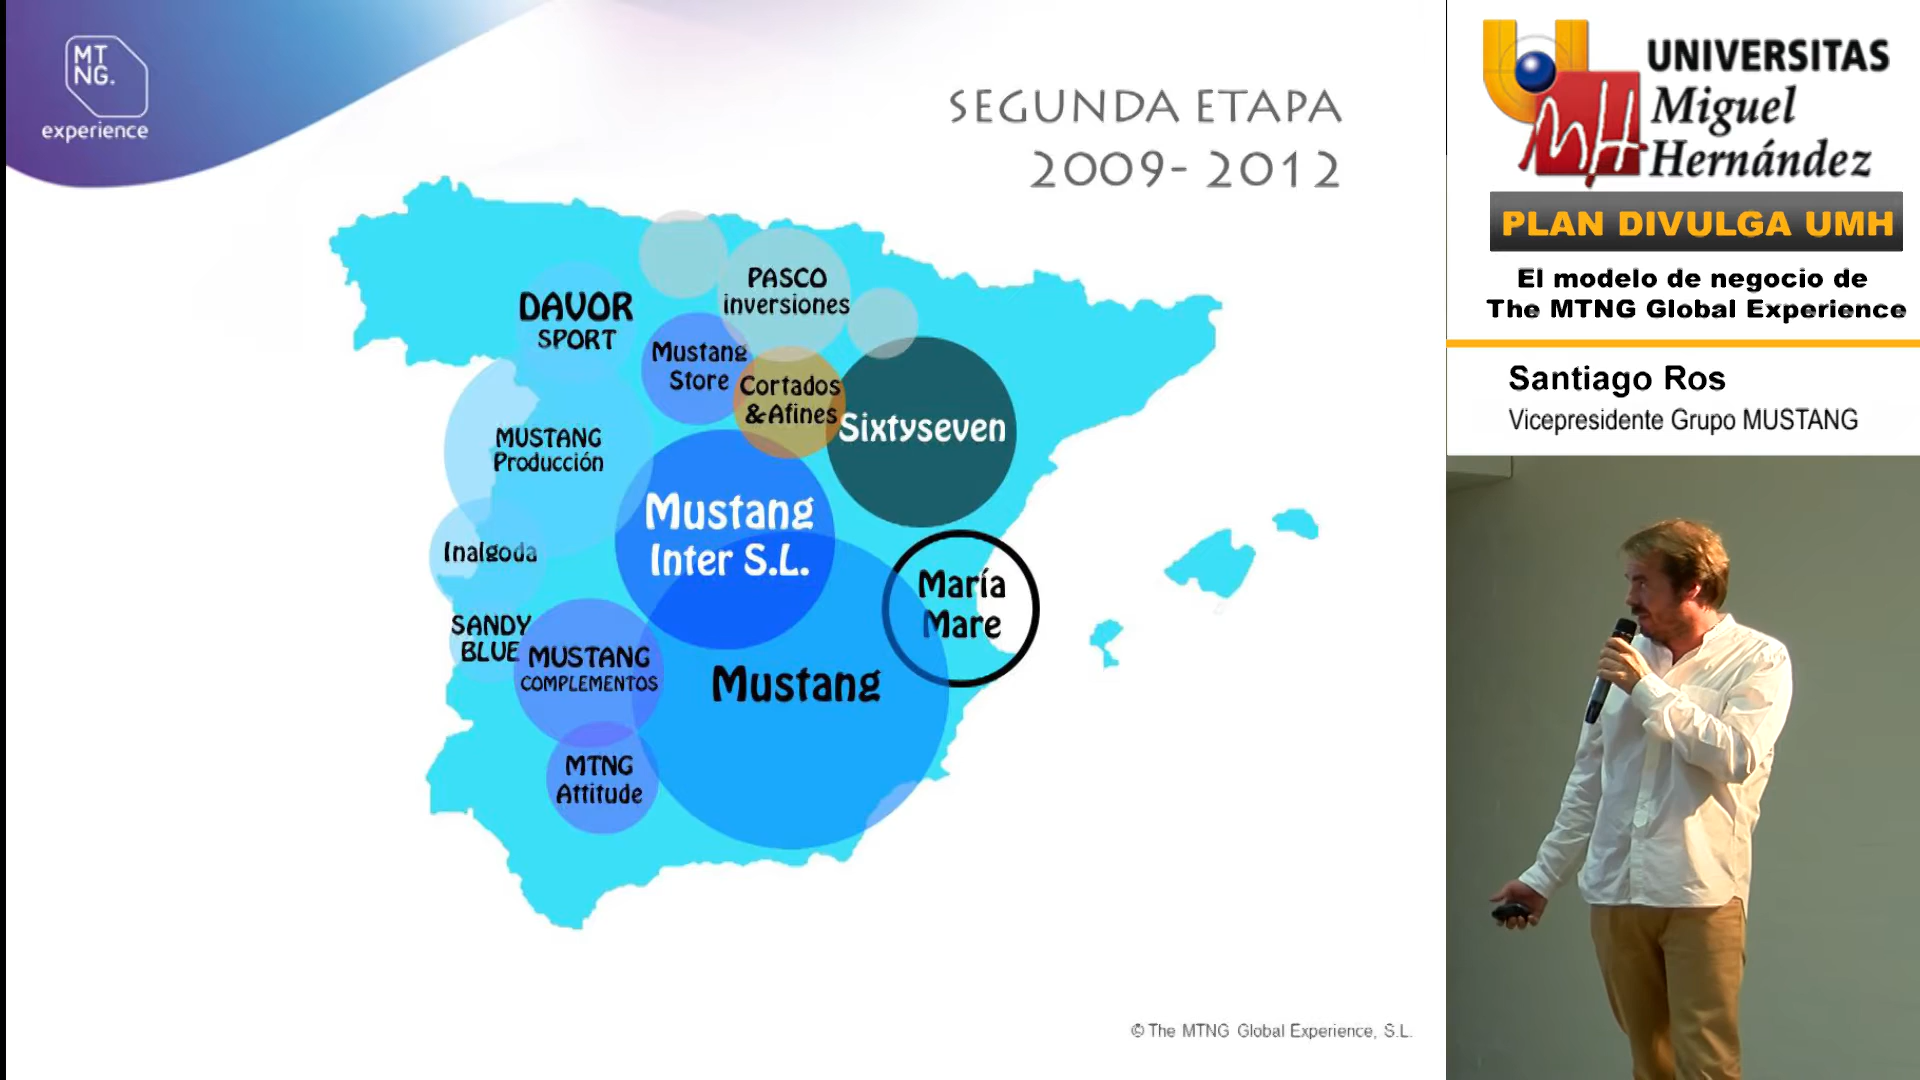 MT
NG.
experience
SEGUNDA ETAPA
2009- 2012
PASCO
inversiones
DAVOR
SPORT
Mustang
Store
Cortados
&Afines
Sixtyseven
MUSTANG
Producción
Mustang
Inter S.L.
Inalgoda
María
Mare
SANDY
BLUE
MUSTANG
COMPLEMENTOS
Mustang
MTNG
Attitude
© The MTNG Global Experience, S.L.
UNIVERSITAS
Miguel
Hernández
U
MH
PLAN DIVULGA UMH
El modelo de negocio de
The MTNG Global Experience
Santiago Ros
Vicepresidente Grupo MUSTANG